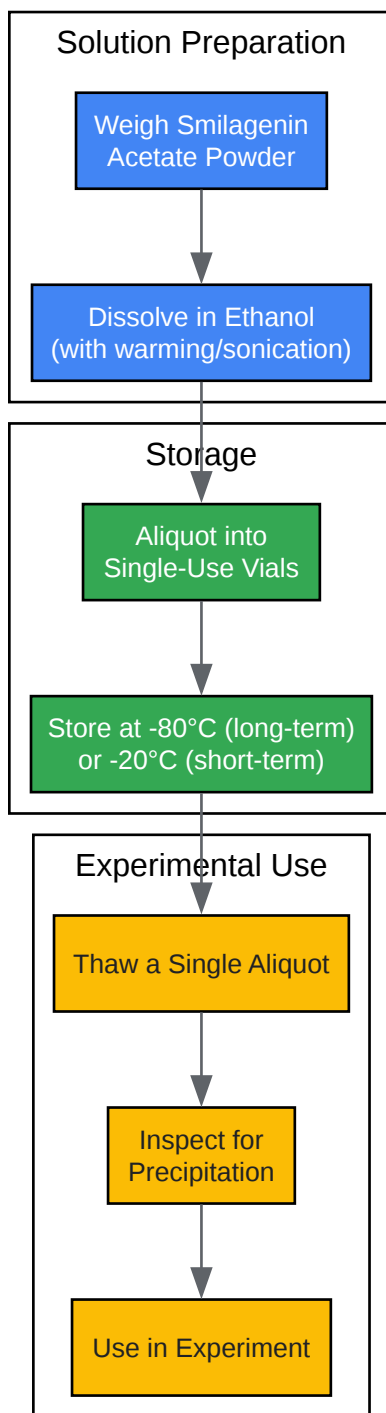 Solution Preparation
Weigh Smilagenin
Acetate Powder
Dissolve in Ethanol
(with warming/sonication)
Storage
Aliquot into
Single-Use Vials
Store at -80°C (long-term)
or -20°C (short-term)
Experimental Use
Thaw a Single Aliquot
Inspect for
Precipitation
Use in Experiment